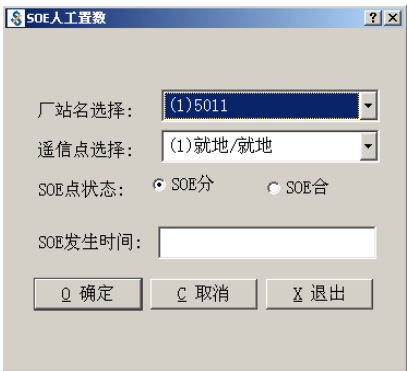 SOE人工置数
厂站名选择: (1)5011
遥信点选择: (1)就地/就地
SOE点状态: SOE分 SOE合
SOE发生时间:
O 确定 C 取消 X 退出